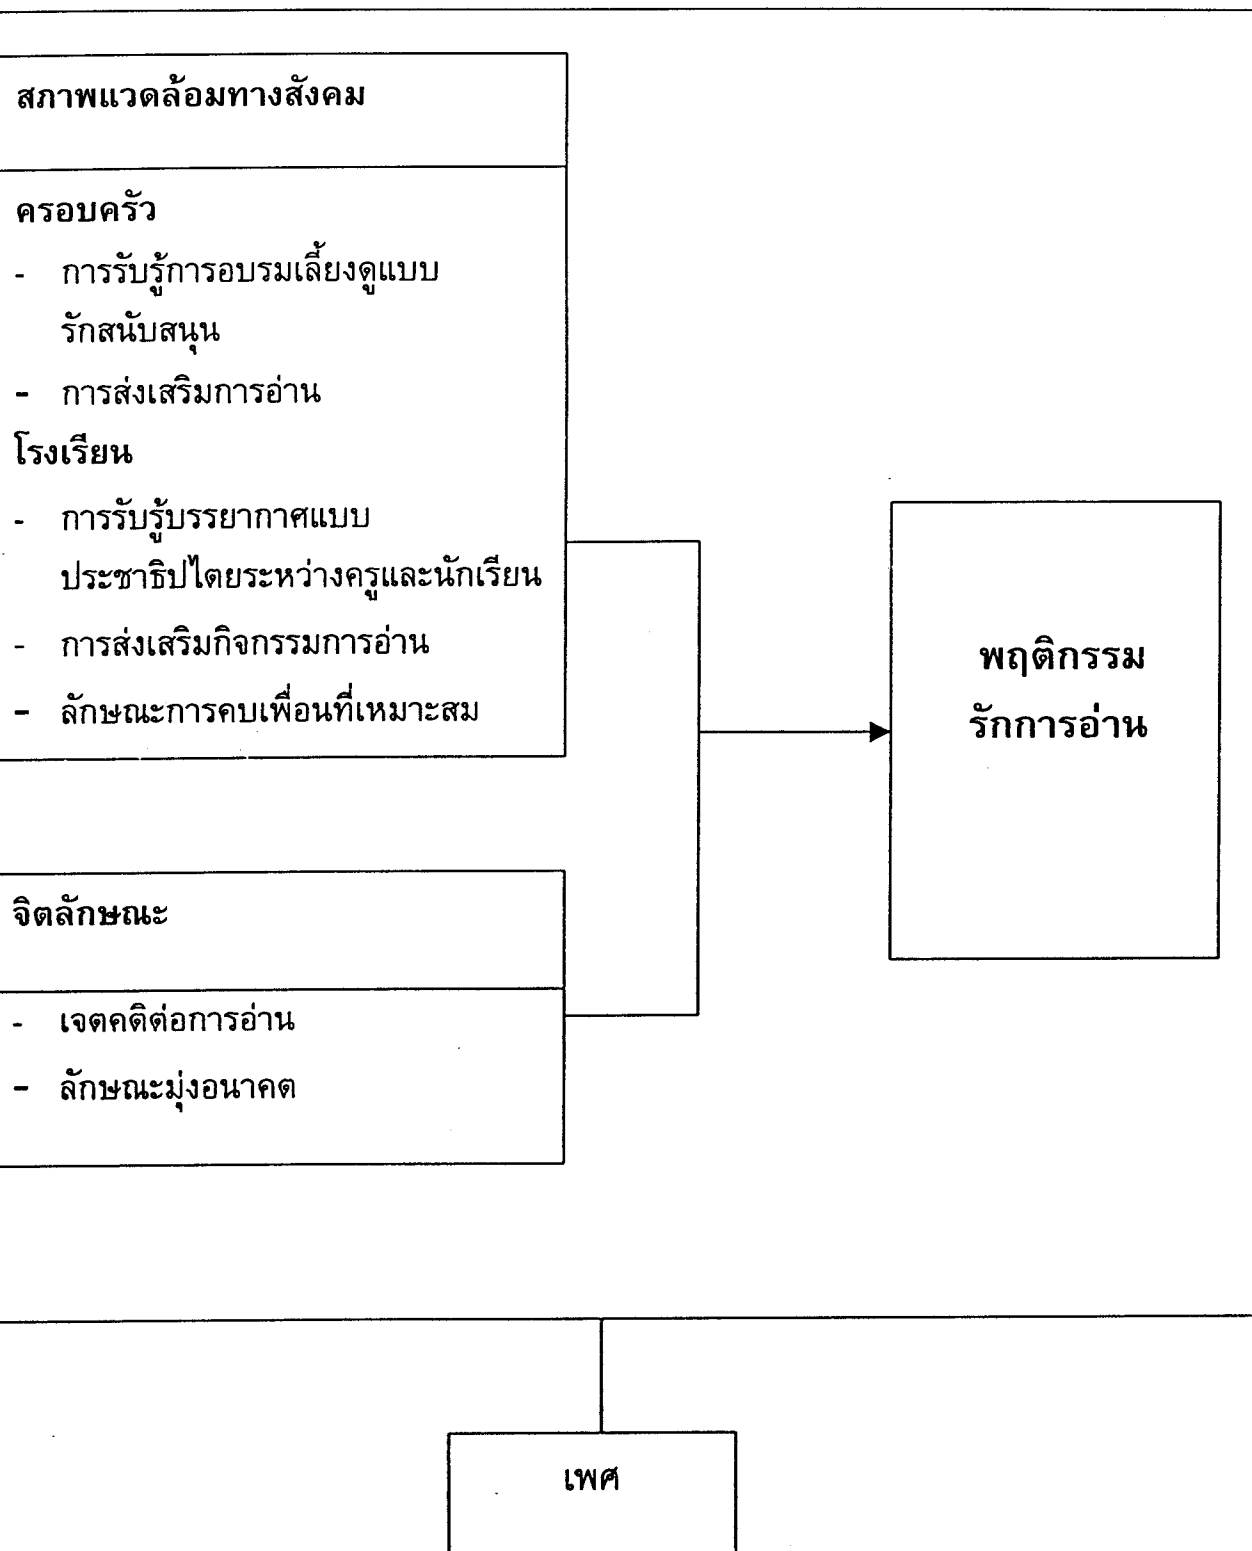 สภาพแวดล้อมทางสังคม
ครอบครัว
- การรับรู้การอบรมเลี้ยงดูแบบ
รักสนับสนุน
- การส่งเสริมการอ่าน
โรงเรียน
- การรับรู้บรรยากาศแบบ
ประชาธิปไตยระหว่างครูและนักเรียน
- การส่งเสริมกิจกรรมการอ่าน
- ลักษณะการคบเพื่อนที่เหมาะสม
จิตลักษณะ
- เจตคติต่อการอ่าน
- ลักษณะมุ่งอนาคต
พฤติกรรม
รักการอ่าน
เพศ